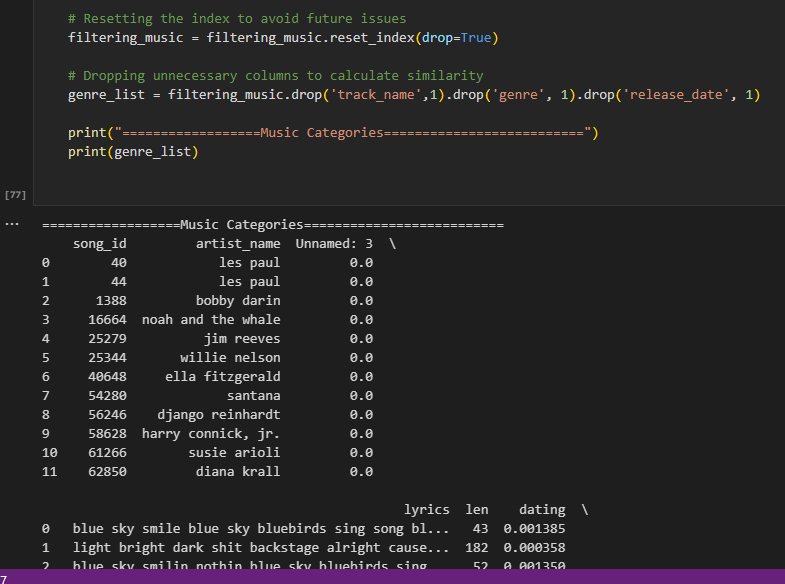 # Resetting the index to avoid future issues
filtering_music = filtering_music.reset_index(drop=True)
# Dropping unnecessary columns to calculate similarity
genre_list = filtering_music.drop('track_name',1).drop('genre', 1).drop('release_date', 1)
print("==================Music Categories==========================")
print(genre_list)
[77]
...
==================Music Categories==========================
song_id artist_name Unnamed: 3 \
0 40 les paul 0.0
1 44 les paul 0.0
2 1388 bobby darin 0.0
3 16664 noah and the whale 0.0
4 25279 jim reeves 0.0
5 25344 willie nelson 0.0
6 40648 ella fitzgerald 0.0
7 54280 santana 0.0
8 56246 django reinhardt 0.0
9 58628 harry connick, jr. 0.0
10 61266 susie arioli 0.0
11 62850 diana krall 0.0
lyrics len dating \
0 blue sky smile blue sky bluebirds sing song bl... 43 0.001385
1 light bright dark shit backstage alright cause... 182 0.000358
2 blue sky smilin nothin blue sky bluebirds sing 52 0.001350
7